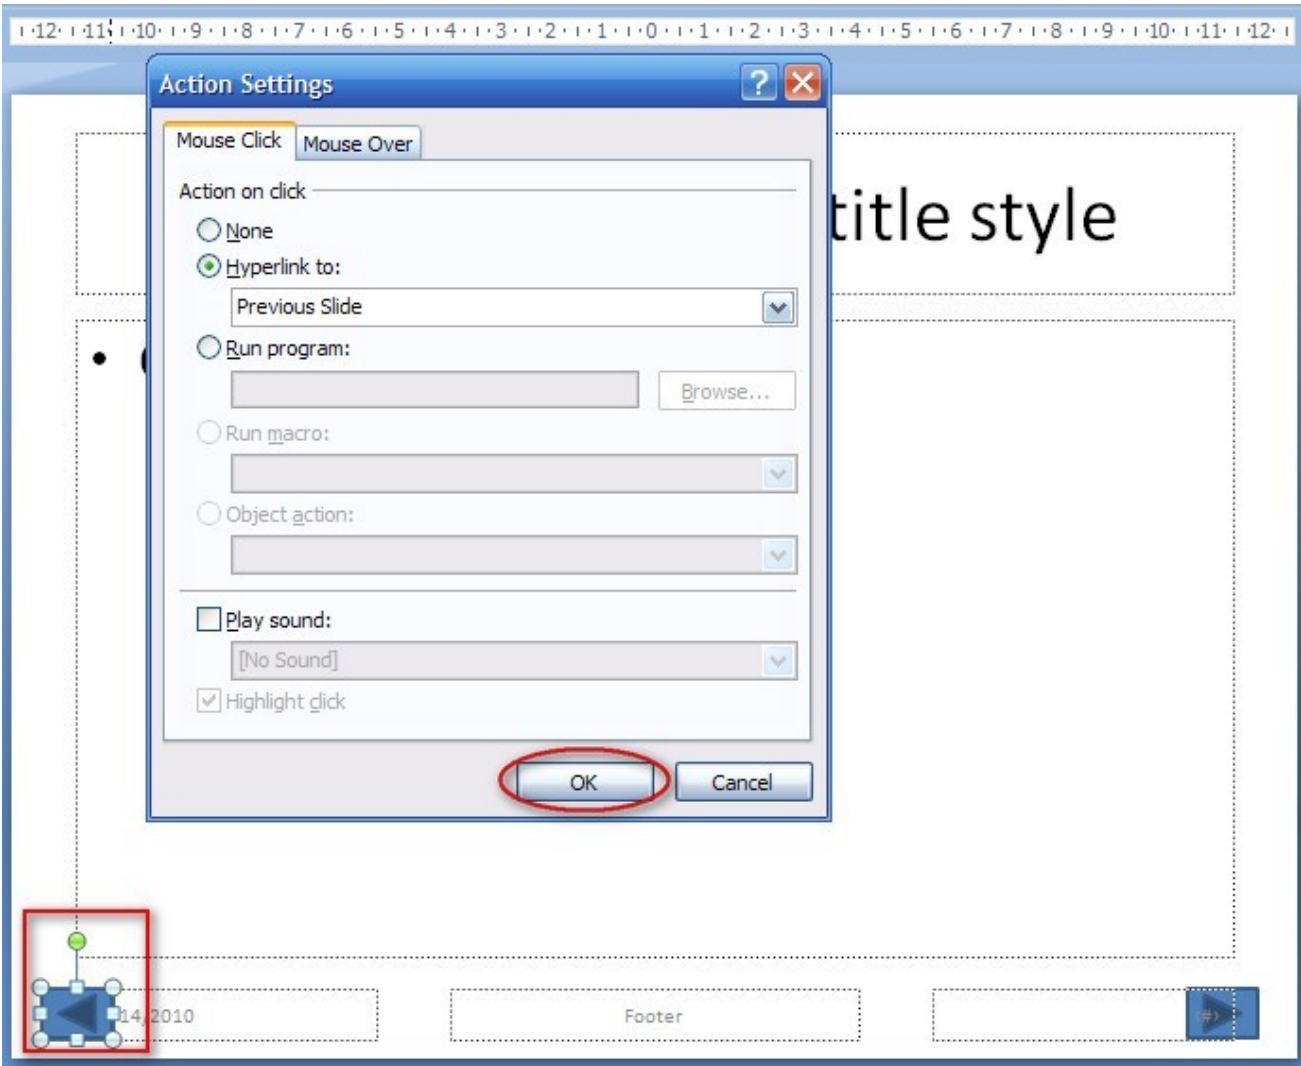 12 11 10 9 8 7 6 5 4 3 2 1 0 1 2 3 4 5 6 7 8 9 10 11 12
Action Settings
?
Mouse Click Mouse Over
Action on click
title style
None
Hyperlink to:
Previous Slide
Run program:
Browse...
Run macro:
Object action:
Play sound:
[No Sound]
Highlight click
OK Cancel
14/2010 Footer ‹#›